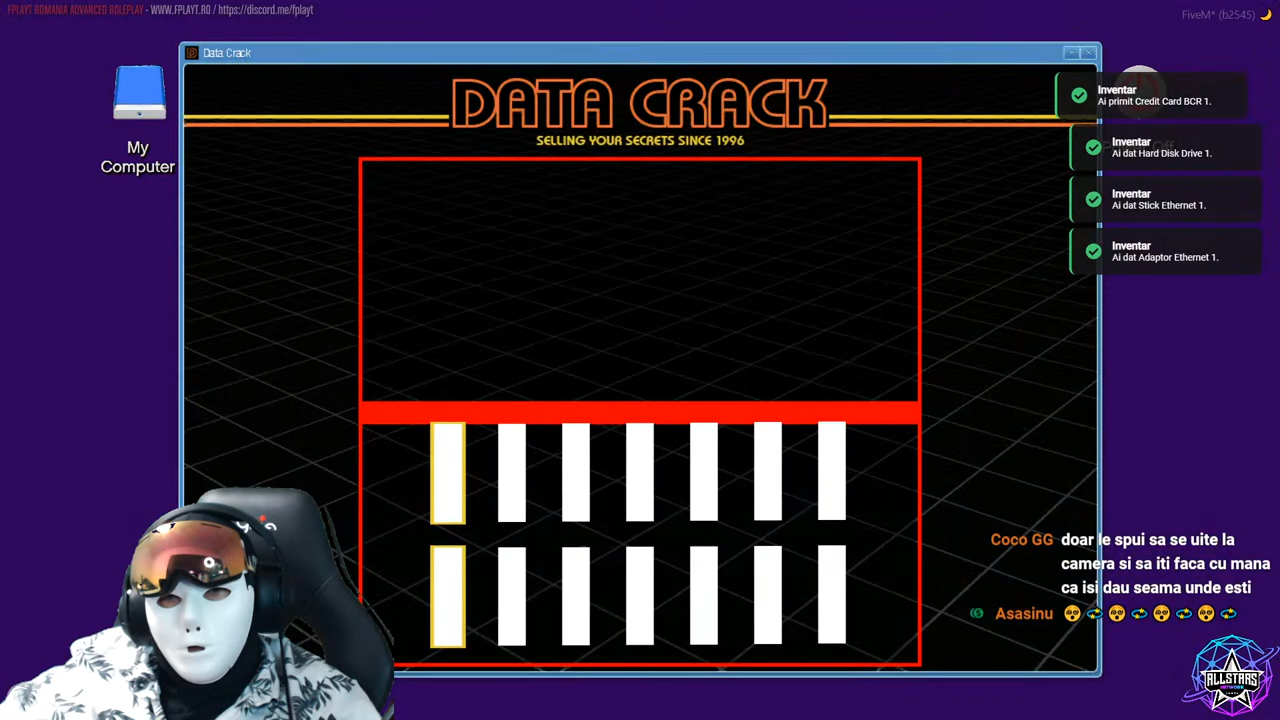 FPLAYT ROMANIA ADVANCED ROLEPLAY - WWW.FPLAYT.RO / https://discord.me/fplayt
FiveM* (b2545)
Data Crack
DATA CRACK
SELLING YOUR SECRETS SINCE 1996
My
Computer
Inventar
Ai primit Credit Card BCR 1.
Inventar
Ai dat Hard Disk Drive 1.
Inventar
Ai dat Stick Ethernet 1.
Inventar
Ai dat Adaptor Ethernet 1.
Coco GG doar le spui sa se uite la
camera si sa iti faca cu mana
ca isi dau seama unde esti
Asasinu
ALLSTARS
NETWORK